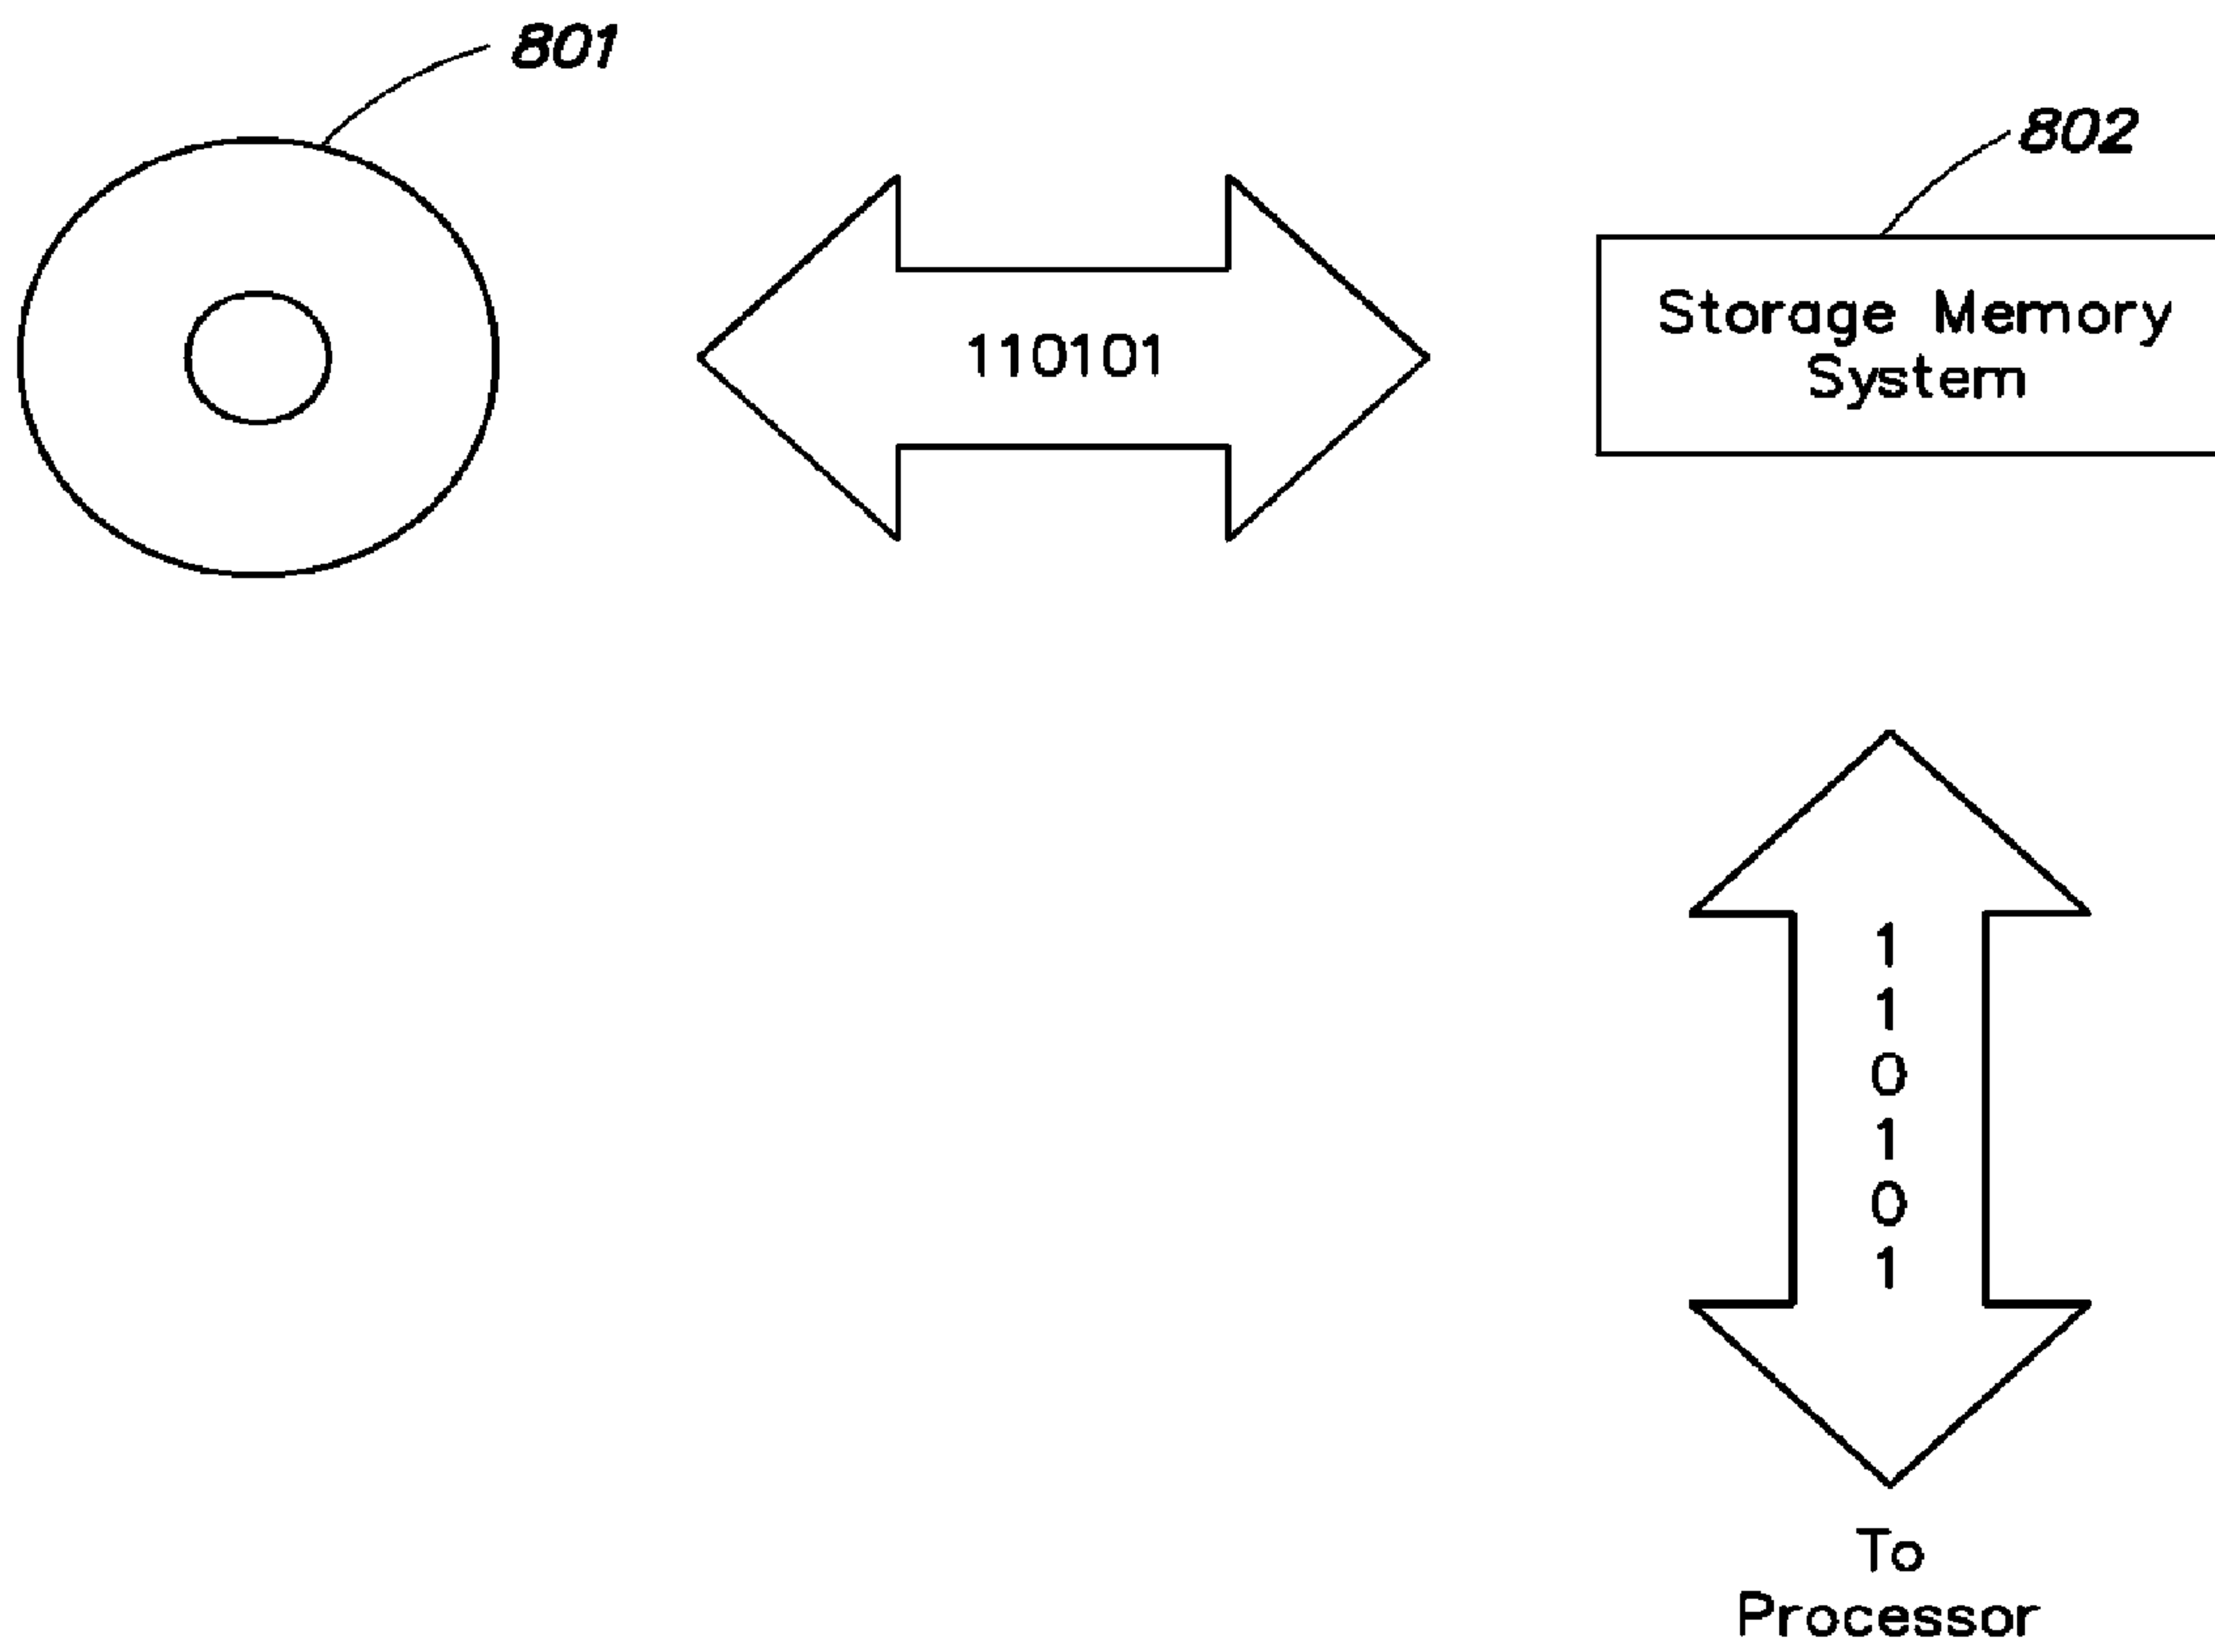 801
802
110101
Storage Memory
System
1
1
0
1
0
1
To
Processor